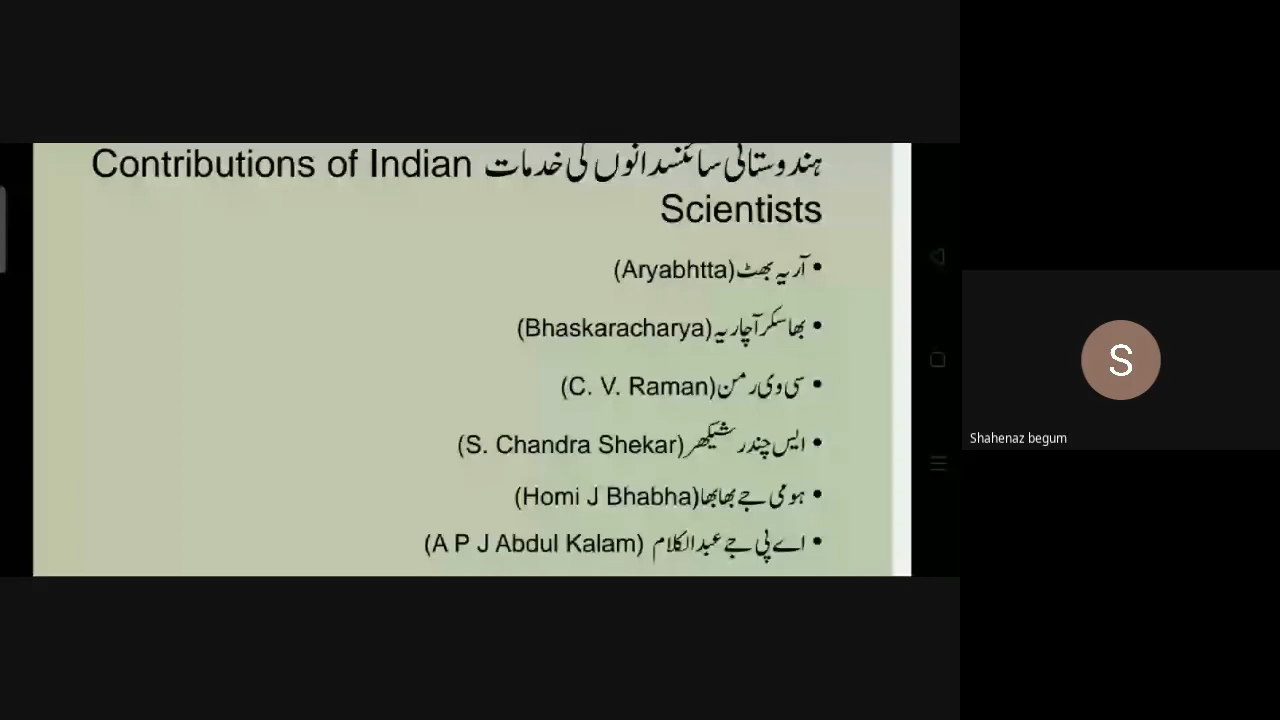 ہندوستانی سائنسدانوں کی خدمات Contributions of Indian
Scientists
• آریہ بھٹ(Aryabhtta)
• بھاسکر آچاریہ(Bhaskaracharya)
• سی وی رمن(C. V. Raman)
• ایس چندر شیکھر(S. Chandra Shekar)
• ہومی جے بھابھا(Homi J Bhabha)
• اے پی جے عبدالکلام (A P J Abdul Kalam)
S
Shahenaz begum